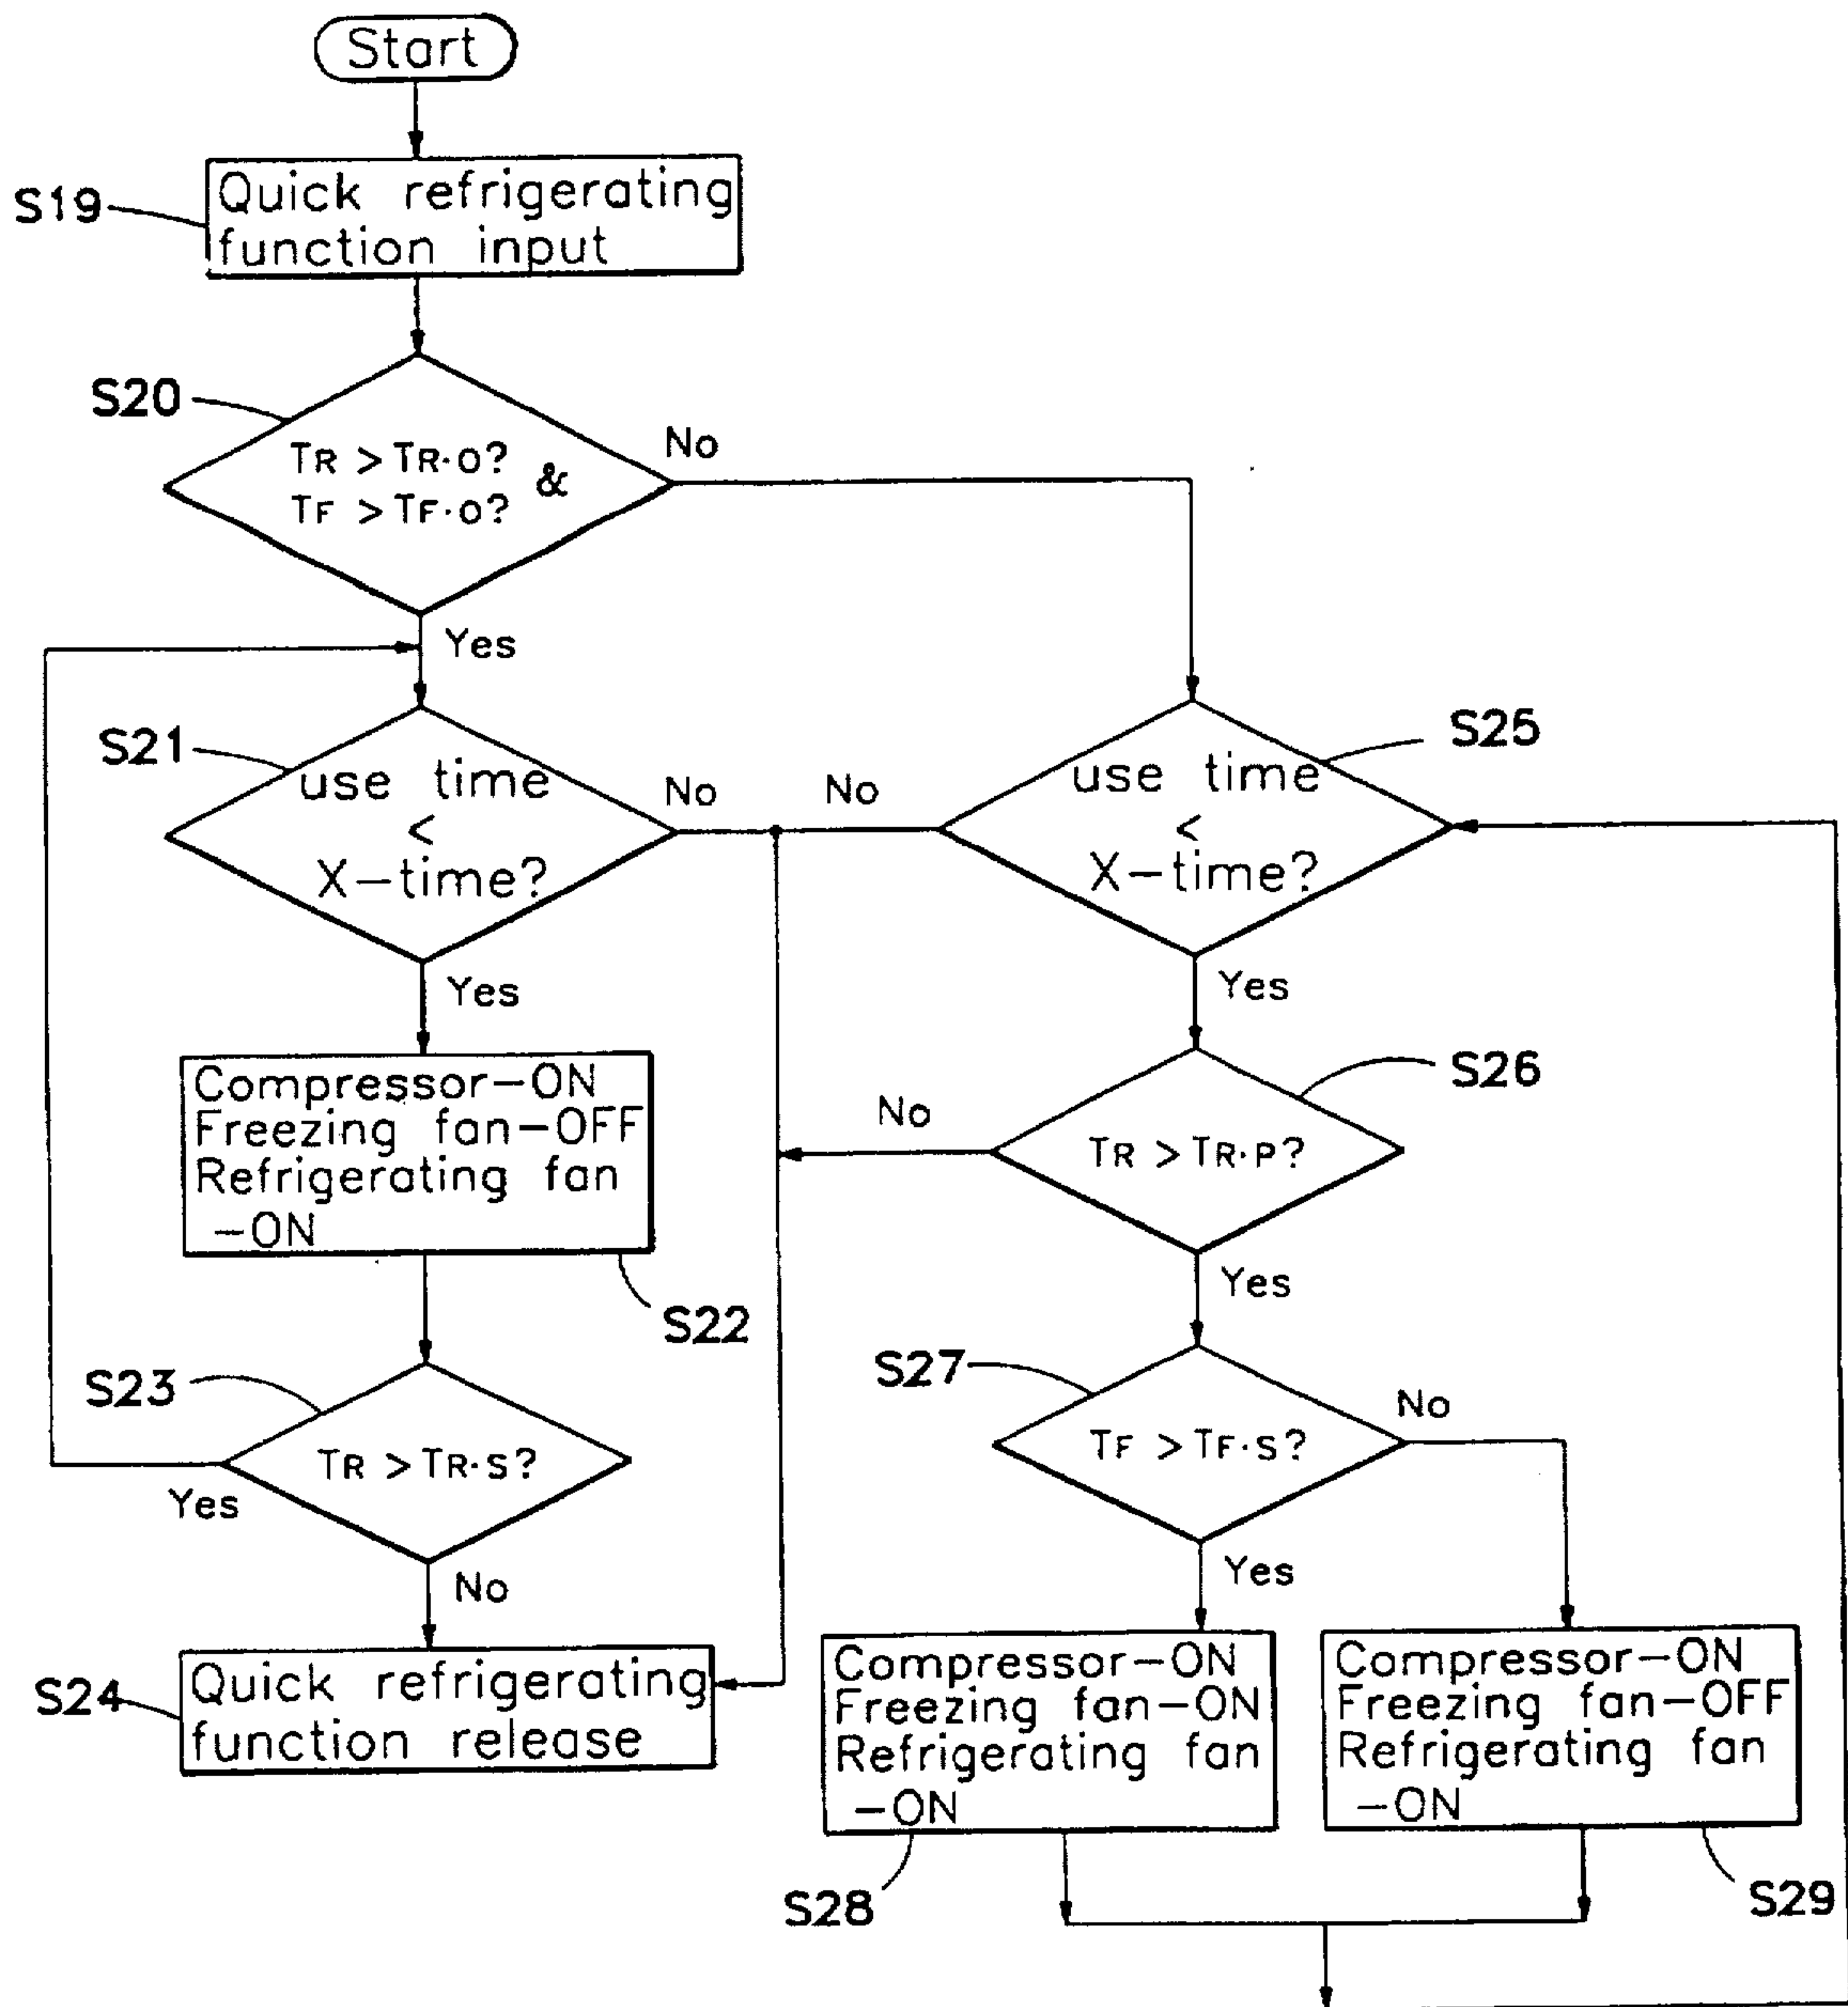 Start
S19
Quick refrigerating
function input
S20
TR > TR·O?
&
TF > TF·O?
No
Yes
S21
use time
<
X-time?
No
No
S25
use time
<
X-time?
Yes
Yes
Compressor-ON
Freezing fan-OFF
Refrigerating fan
-ON
S22
S26
No
TR > TR·P?
Yes
S23
TR > TR·S?
Yes
No
S27
TF > TF·S?
No
Yes
S24
Quick refrigerating
function release
Compressor-ON
Freezing fan-ON
Refrigerating fan
-ON
S28
Compressor-ON
Freezing fan-OFF
Refrigerating fan
-ON
S29